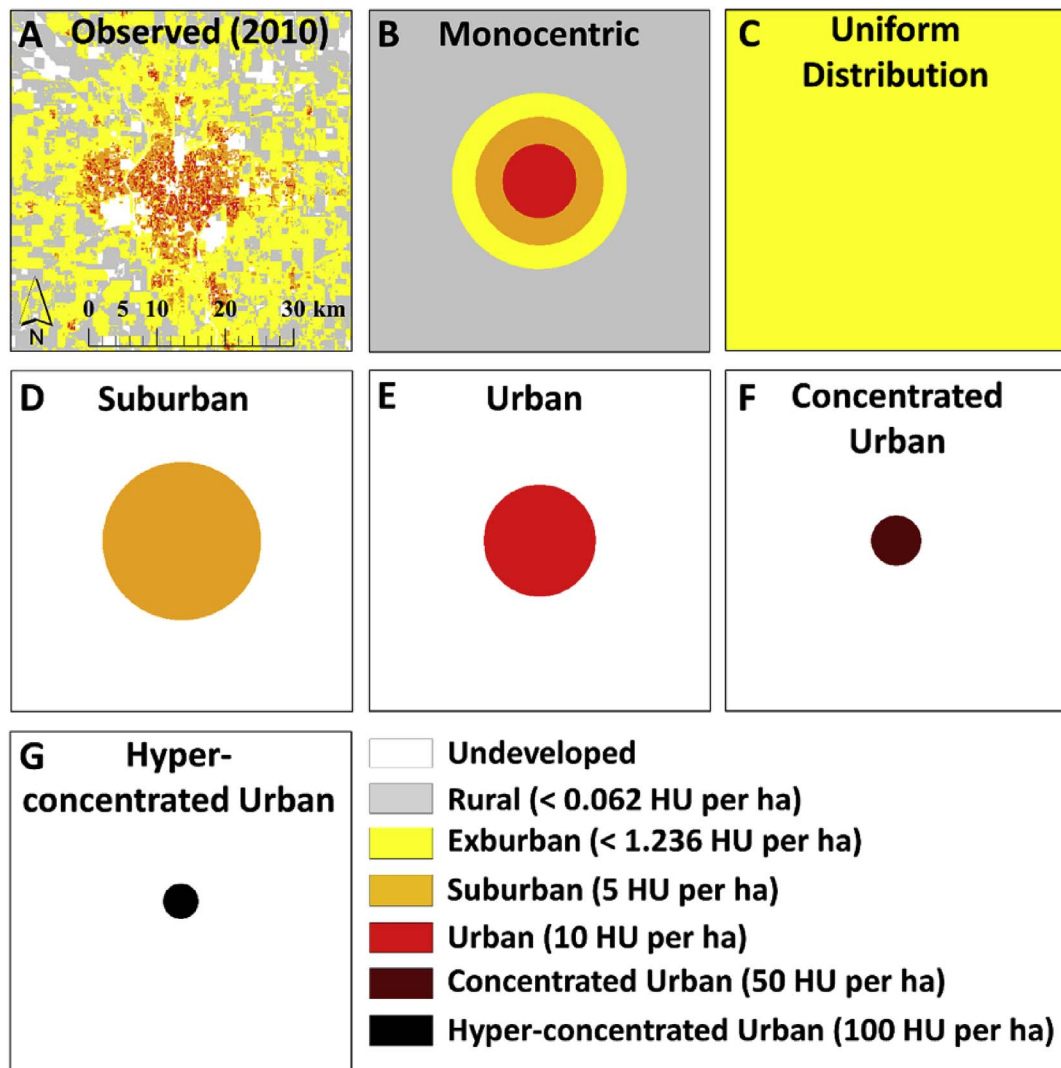 A Observed (2010)
0 5 10 20 30 km
N
B Monocentric
C Uniform
Distribution
D Suburban
E Urban
F Concentrated
Urban
G Hyper-
concentrated Urban
Undeveloped
Rural (< 0.062 HU per ha)
Exburban (< 1.236 HU per ha)
Suburban (5 HU per ha)
Urban (10 HU per ha)
Concentrated Urban (50 HU per ha)
Hyper-concentrated Urban (100 HU per ha)